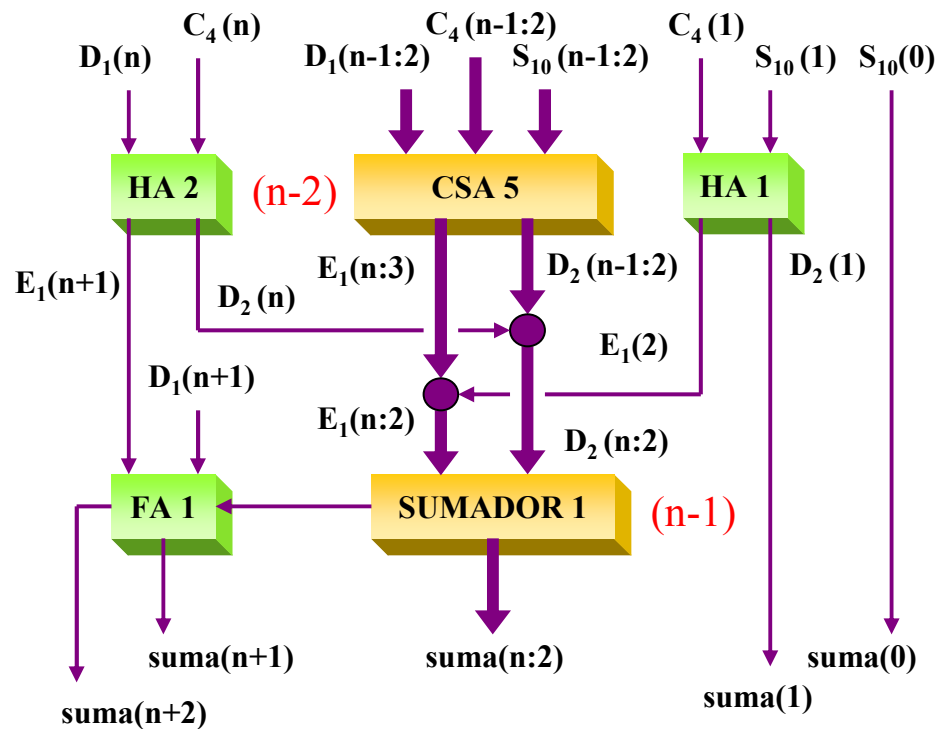 C₄(n)
C₄(n-1:2)
C₄(1)
D₁(n)
D₁(n-1:2)
S₁₀(n-1:2)
S₁₀(1)
S₁₀(0)
HA 2
(n-2)
CSA 5
HA 1
E₁(n+1)
D₂(n)
E₁(n:3)
D₂(n-1:2)
D₂(1)
E₁(2)
D₁(n+1)
E₁(n:2)
D₂(n:2)
FA 1
SUMADOR 1
(n-1)
suma(n+1)
suma(n:2)
suma(0)
suma(n+2)
suma(1)